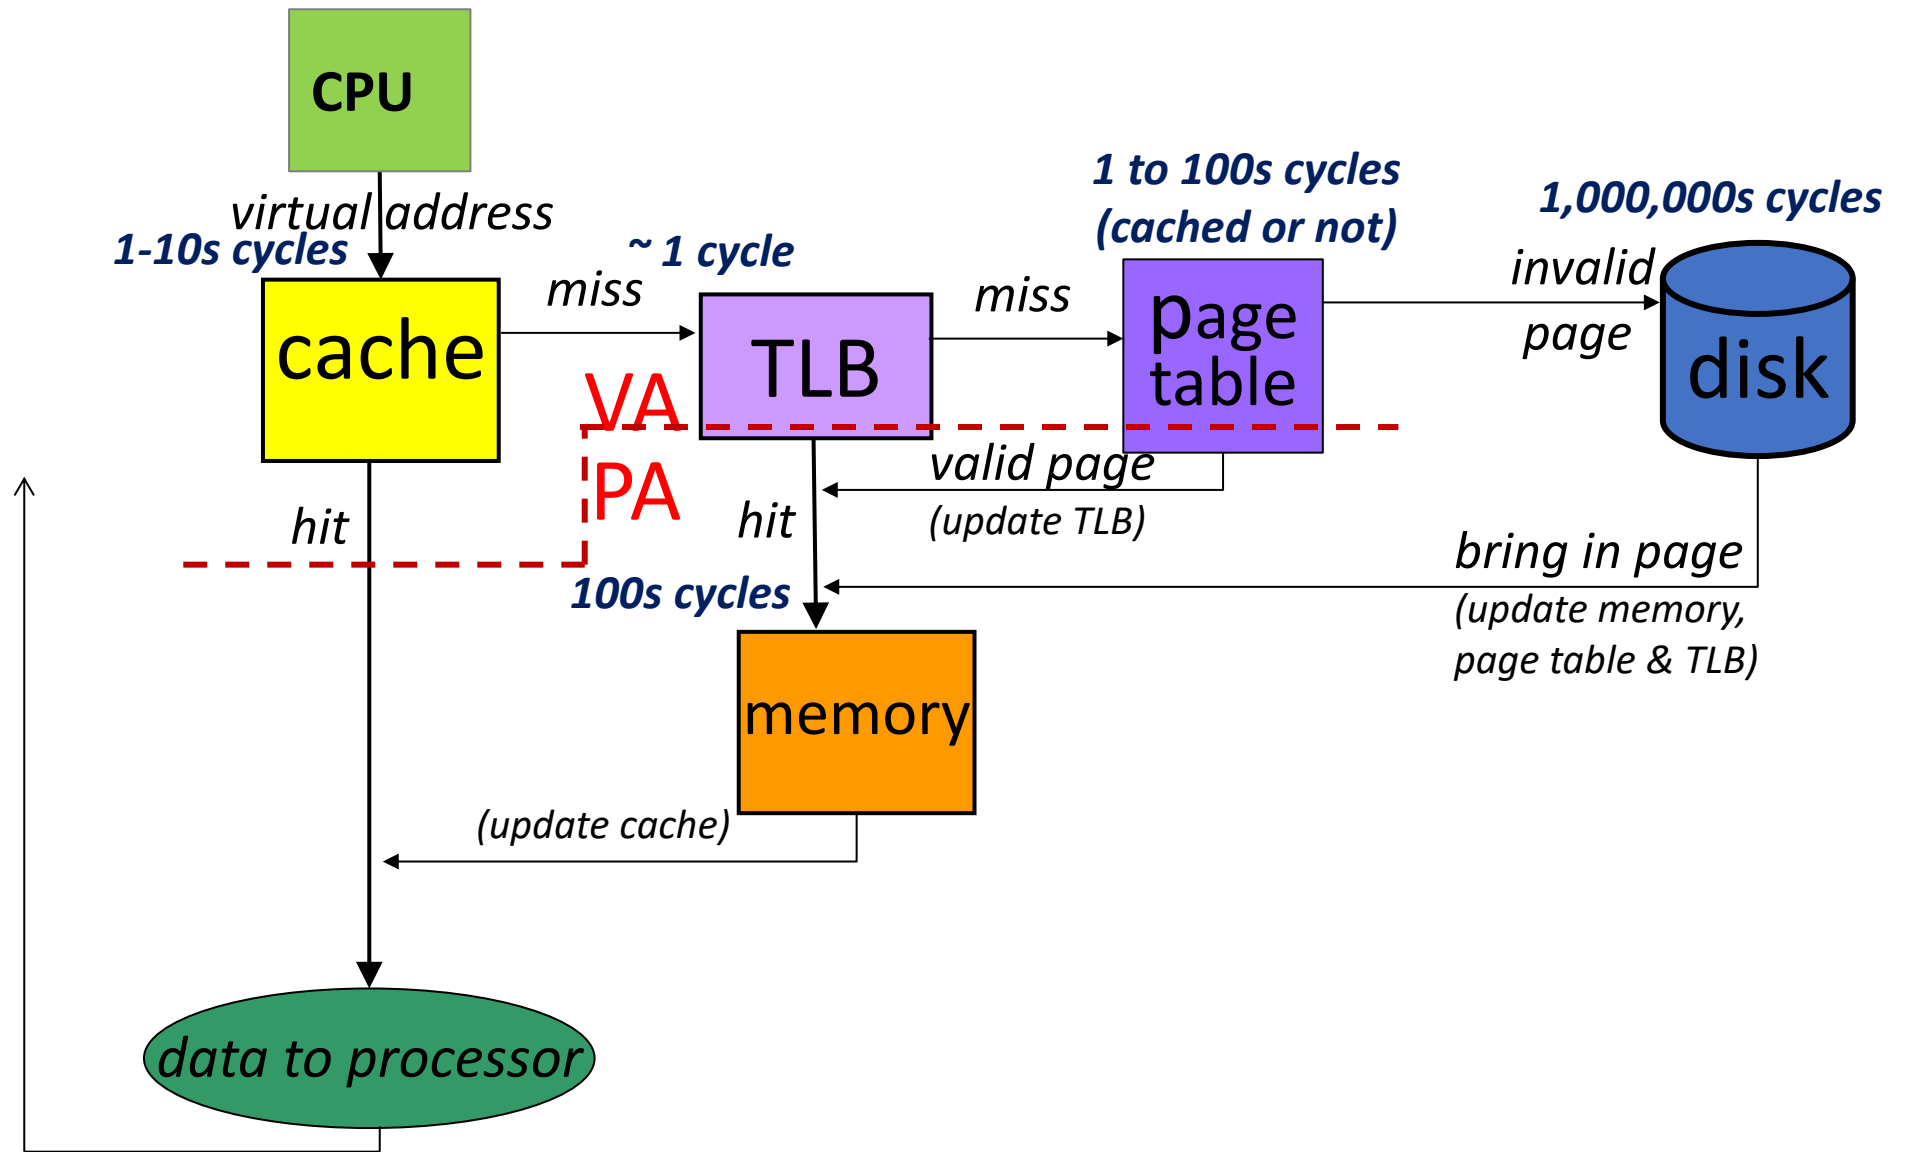 CPU
virtual address
1-10s cycles
cache
miss
~ 1 cycle
TLB
miss
1 to 100s cycles
(cached or not)
page
table
invalid
page
1,000,000s cycles
disk
VA
PA
hit
hit
valid page
(update TLB)
bring in page
(update memory,
page table & TLB)
100s cycles
memory
(update cache)
data to processor